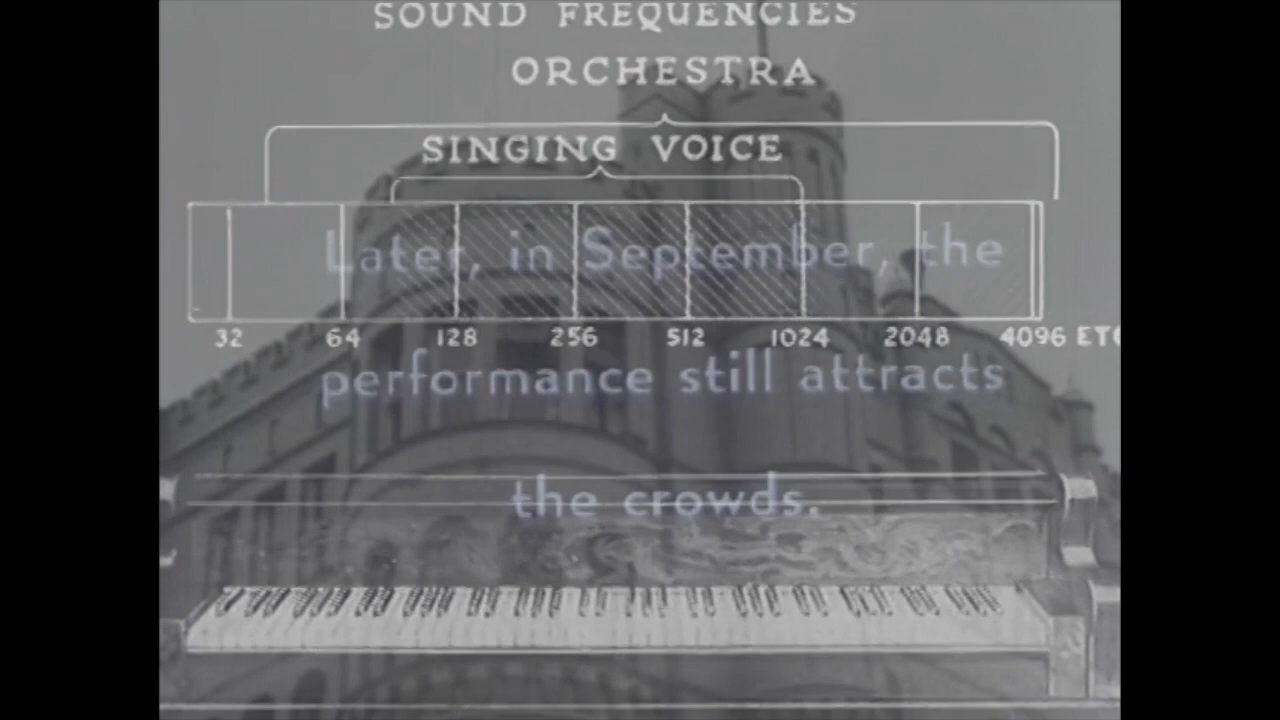 SOUND FREQUENCIES
ORCHESTRA
SINGING VOICE
Later, in September, the
32 64 128 256 512 1024 2048 4096 ETC
performance still attracts
the crowds.